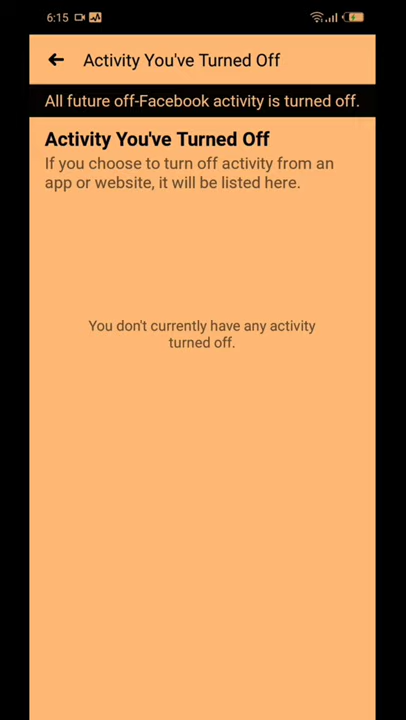 6:15
Activity You've Turned Off
All future off-Facebook activity is turned off.
Activity You've Turned Off
If you choose to turn off activity from an
app or website, it will be listed here.
You don't currently have any activity
turned off.